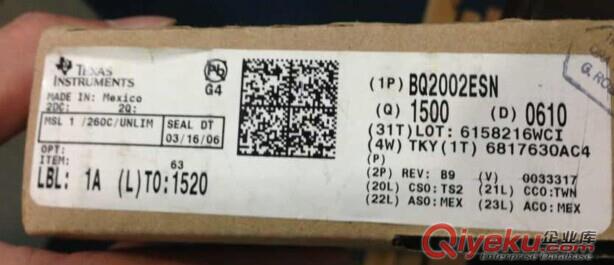 TEXAS
INSTRUMENTS
MADE IN: Mexico
2DC: 2Q:
MSL 1 /260C/UNLIM SEAL DT
03/16/06
OPT:
ITEM:
63
LBL: 1A (L)TO:1520
Pb
G4
(1P) BQ2002ESN
(Q) 1500 (D) 0610
(31T)LOT: 6158216WCI
(4W) TKY(1T) 6817630AC4
(P)
(2P) REV: B9 (V) 0033317
(20L) CSO:TS2 (21L) CCO:TWN
(22L) ASO:MEX (23L) ACO:MEX
Qiyeku.com 企业库
Enterprise Database